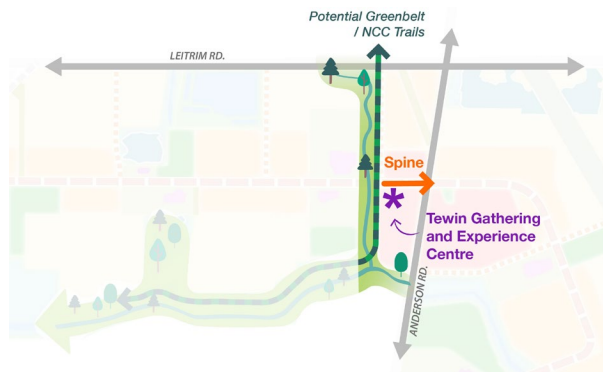 Potential Greenbelt
/ NCC Trails
LEITRIM RD.
Spine
Tewin Gathering
and Experience
Centre
ANDERSON RD.